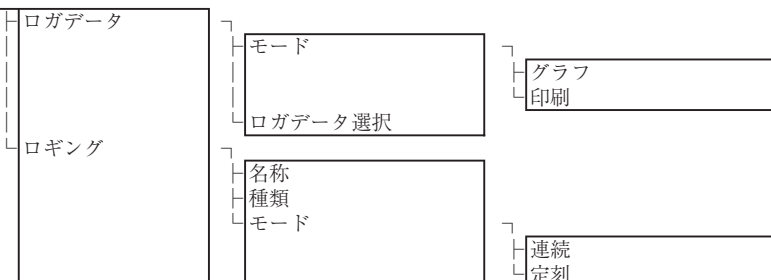 ロガデータ
モード
グラフ
印刷
ロガデータ選択
ロギング
名称
種類
モード
連続
定刻